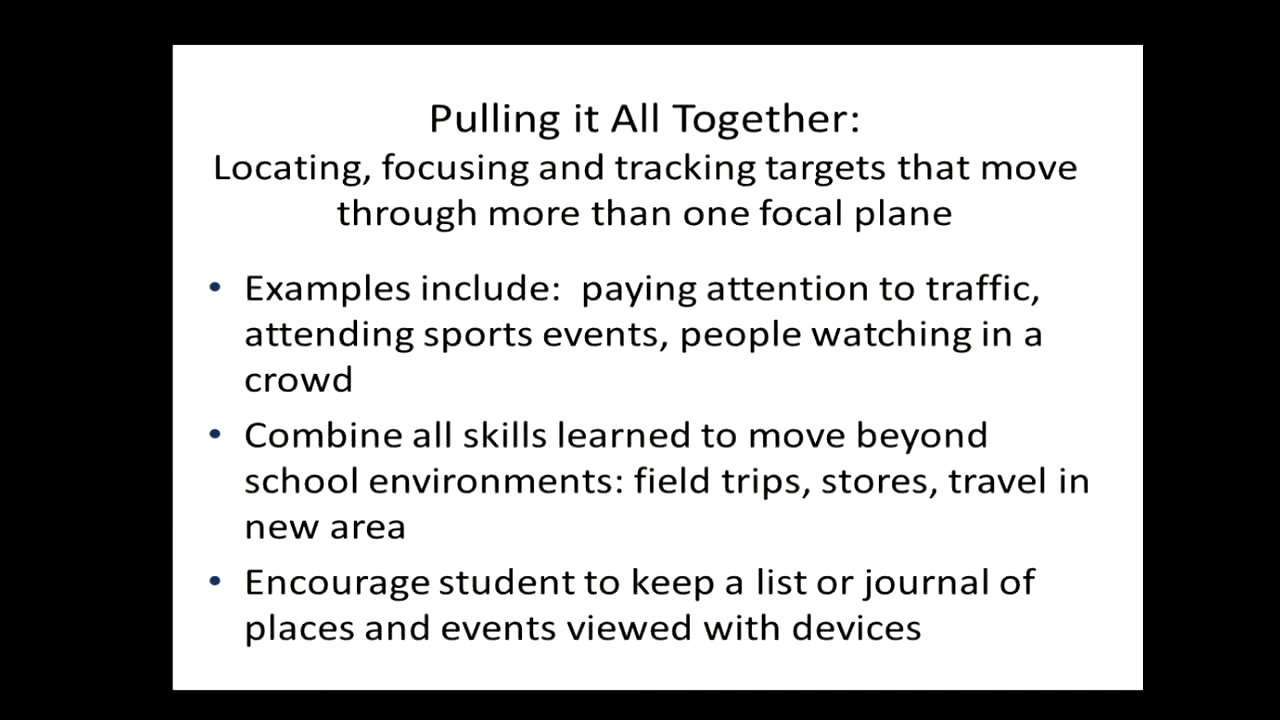 Pulling it All Together:
Locating, focusing and tracking targets that move
through more than one focal plane
• Examples include:  paying attention to traffic,
attending sports events, people watching in a
crowd
• Combine all skills learned to move beyond
school environments: field trips, stores, travel in
new area
• Encourage student to keep a list or journal of
places and events viewed with devices